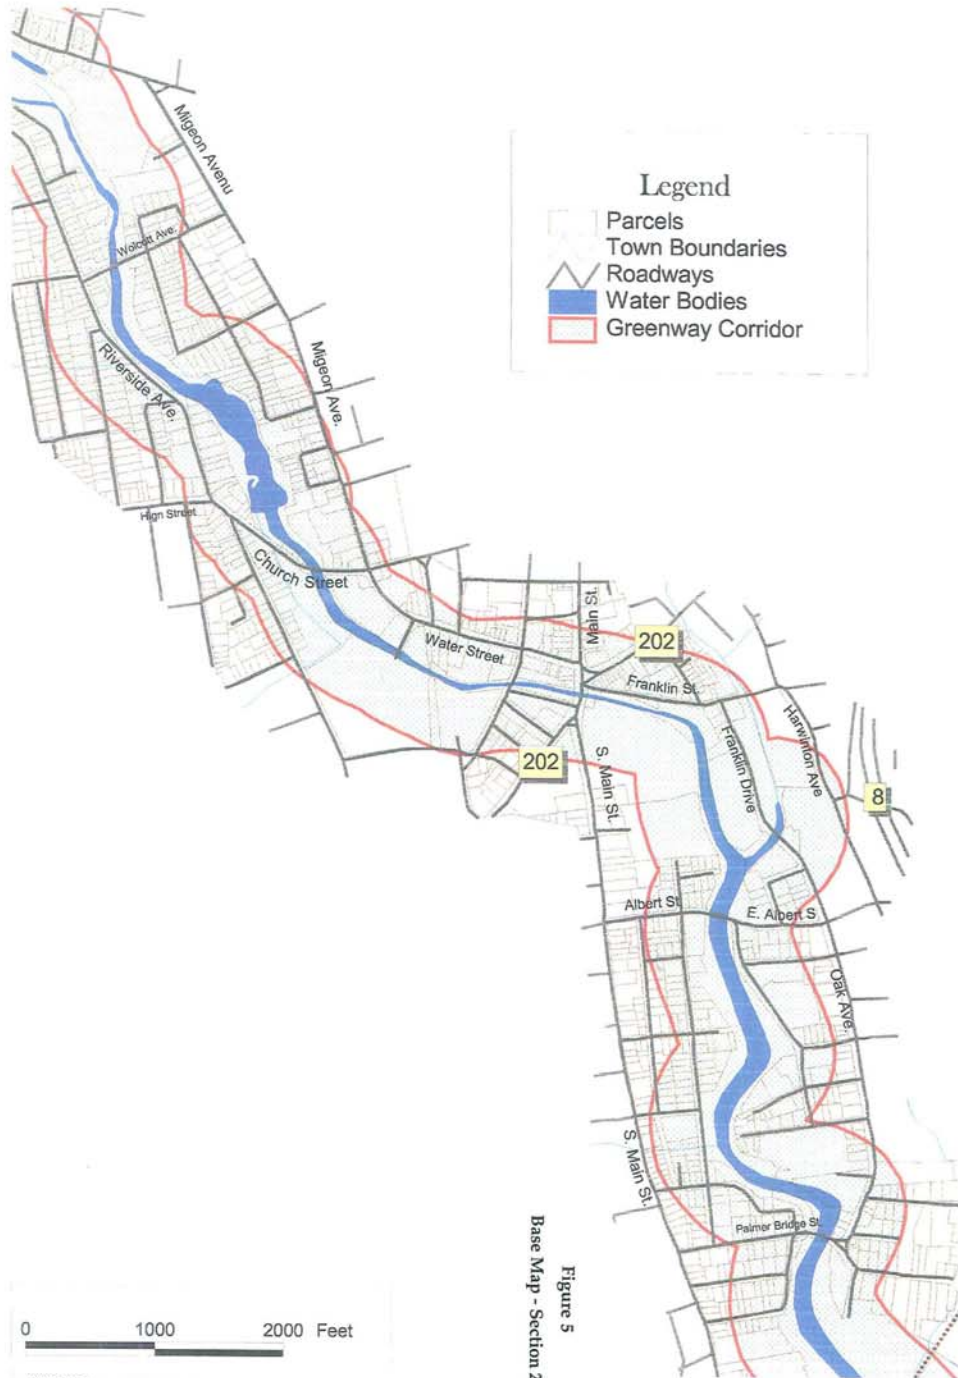 Migeon Avenu
Legend
Parcels
Town Boundaries
Roadways
Water Bodies
Greenway Corridor
Wolcutt Ave.
Riverside Ave.
Migeon Ave.
High Street
Church Street
Water Street
Main St.
202
Franklin St.
Harwinton Ave
Franklin Drive
202
S. Main St.
8
Albert St
E. Albert S
Oak Ave.
S. Main St.
Palmer Bridge St.
Figure 5
Base Map - Section 2
0 1000 2000 Feet